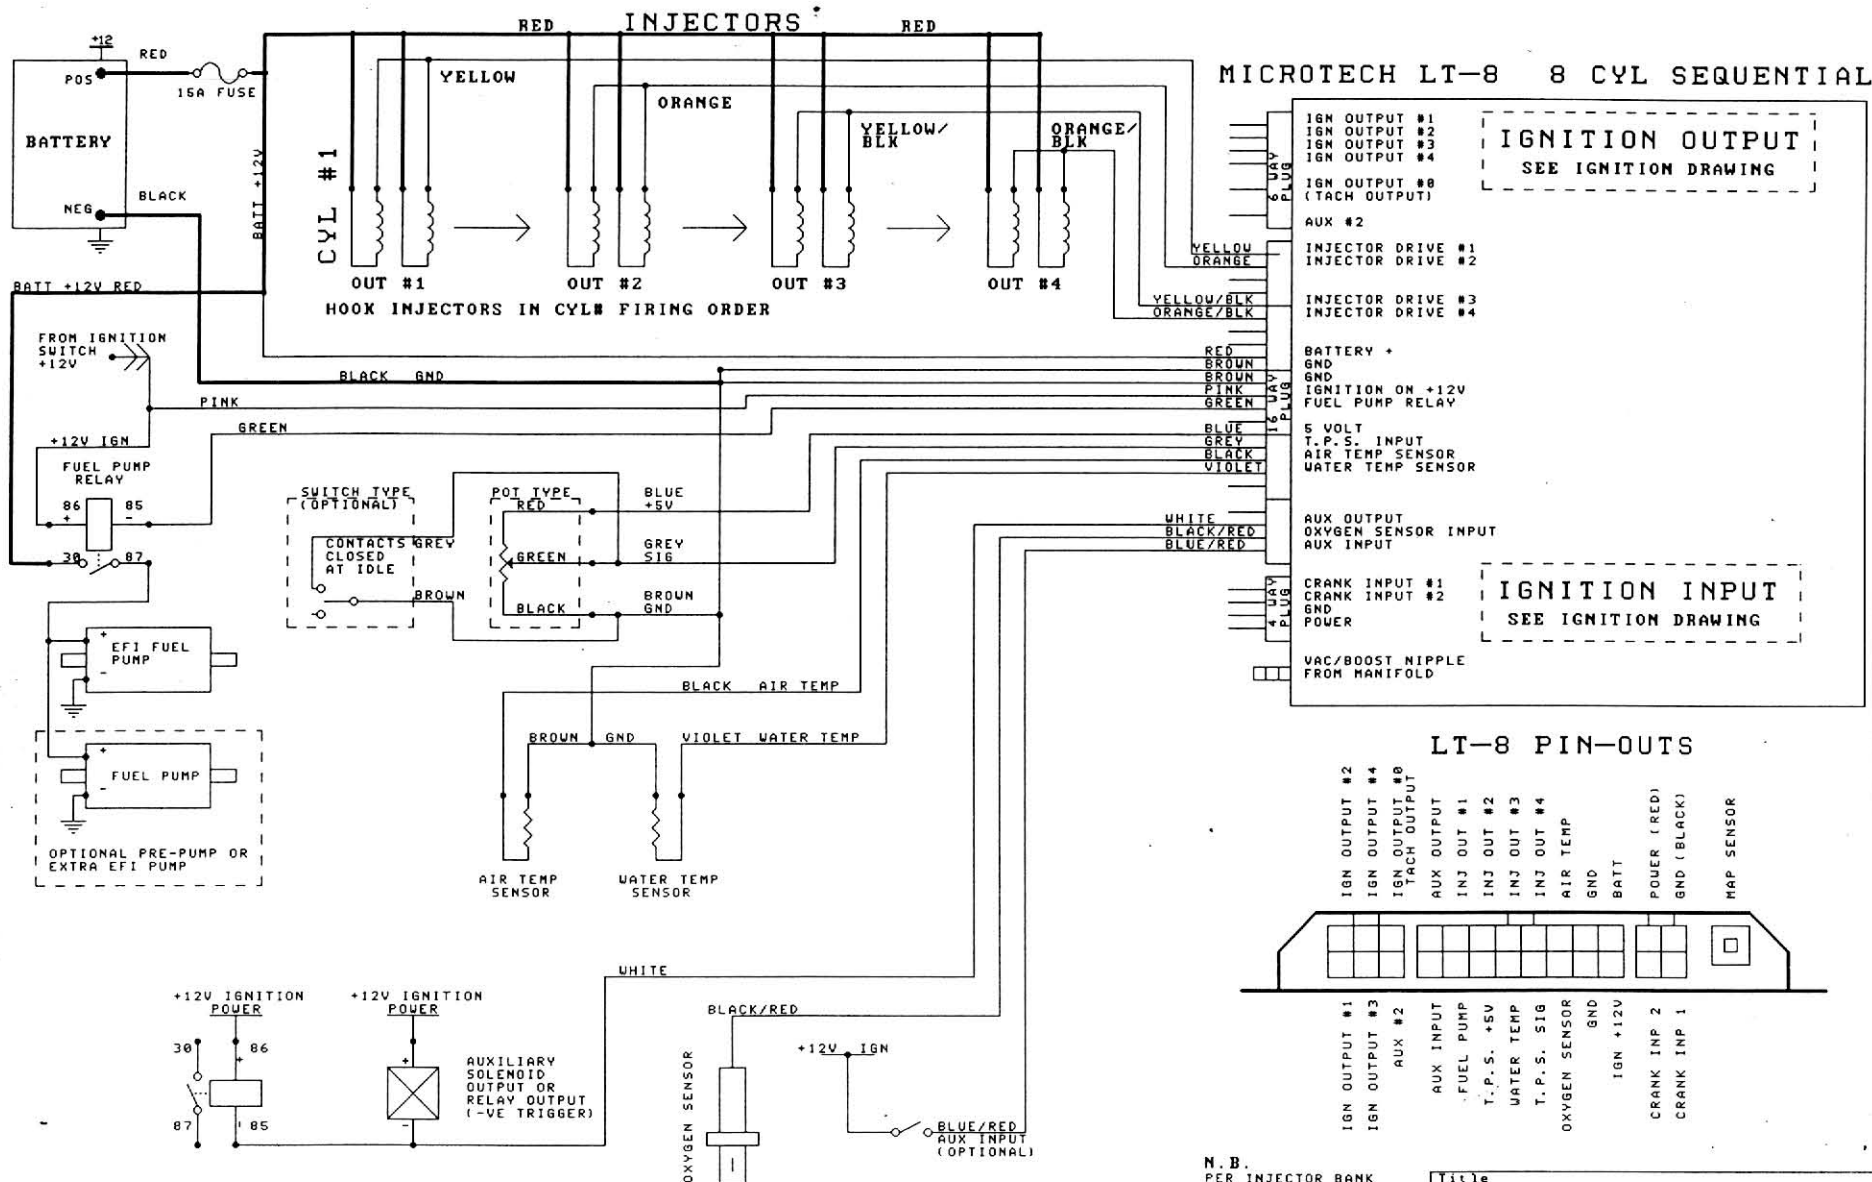 INJECTORS
RED
RED
+12
RED
POS
15A FUSE
BATTERY
NEG
BLACK
BATT +12V
CYL #1
YELLOW
ORANGE
YELLOW/
BLK
ORANGE/
BLK
OUT #1
OUT #2
OUT #3
OUT #4
HOOK INJECTORS IN CYL# FIRING ORDER
BATT +12V RED
FROM IGNITION
SWITCH
+12V
BLACK GND
PINK
GREEN
+12V IGN
FUEL PUMP
RELAY
86
+
85
-
30
87
+
EFI FUEL
PUMP
-
+
FUEL PUMP
-
OPTIONAL PRE-PUMP OR
EXTRA EFI PUMP
SWITCH TYPE
(OPTIONAL)
CONTACTS
CLOSED
AT IDLE
GREY
BROWN
POT TYPE
RED
GREEN
BLACK
BLUE
+5V
GREY
SIG
BROWN
GND
BLACK AIR TEMP
BROWN GND
VIOLET WATER TEMP
AIR TEMP
SENSOR
WATER TEMP
SENSOR
WHITE
BLACK/RED
+12V IGNITION
POWER
+12V IGNITION
POWER
30
86
+
87
-
85
+
-
AUXILIARY
SOLENOID
OUTPUT OR
RELAY OUTPUT
(-VE TRIGGER)
OXYGEN SENSOR
+12V IGN
BLUE/RED
AUX INPUT
(OPTIONAL)
MICROTECH LT-8 8 CYL SEQUENTIAL
6 WAY
PLUG
IGN OUTPUT #1
IGN OUTPUT #2
IGN OUTPUT #3
IGN OUTPUT #4
IGN OUTPUT #0
(TACH OUTPUT)
AUX #2
IGNITION OUTPUT
SEE IGNITION DRAWING
YELLOW
INJECTOR DRIVE #1
ORANGE
INJECTOR DRIVE #2
YELLOW/BLK
INJECTOR DRIVE #3
ORANGE/BLK
INJECTOR DRIVE #4
16 WAY
PLUG
RED
BATTERY +
BROWN
GND
BROWN
GND
PINK
IGNITION ON +12V
GREEN
FUEL PUMP RELAY
BLUE
5 VOLT
GREY
T.P.S. INPUT
BLACK
AIR TEMP SENSOR
VIOLET
WATER TEMP SENSOR
WHITE
AUX OUTPUT
BLACK/RED
OXYGEN SENSOR INPUT
BLUE/RED
AUX INPUT
4 WAY
PLUG
CRANK INPUT #1
CRANK INPUT #2
GND
POWER
IGNITION INPUT
SEE IGNITION DRAWING
VAC/BOOST NIPPLE
FROM MANIFOLD
LT-8 PIN-OUTS
IGN OUTPUT #2
IGN OUTPUT #4
IGN OUTPUT #0
TACH OUTPUT
AUX OUTPUT
INJ OUT #1
INJ OUT #2
INJ OUT #3
INJ OUT #4
AIR TEMP
GND
BATT
POWER (RED)
GND (BLACK)
MAP SENSOR
IGN OUTPUT #1
IGN OUTPUT #3
AUX #2
AUX INPUT
FUEL PUMP
T.P.S. +5V
WATER TEMP
T.P.S. SIG
OXYGEN SENSOR
GND
IGN +12V
CRANK INP 2
CRANK INP 1
N.B.
PER INJECTOR BANK
Title